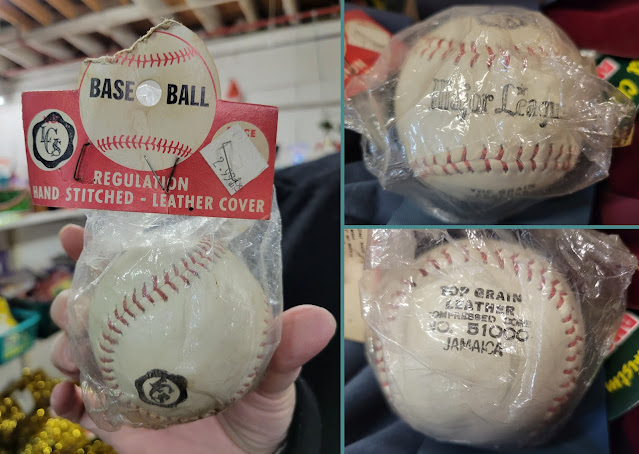 BASE BALL
REGULATION
HAND STITCHED - LEATHER COVER
Major League
TOP GRAIN
LEATHER
COMPRESSED CORE
NO. 51000
JAMAICA